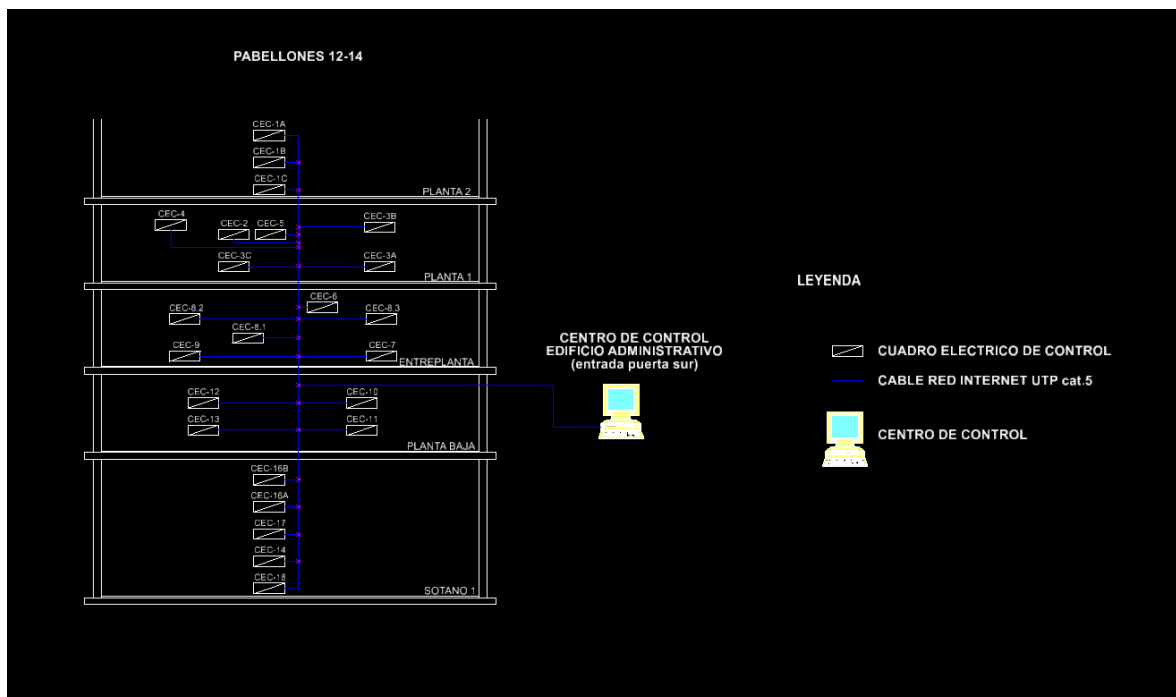 PABELLONES 12-14
CEC-1A
CEC-1B
CEC-1C
PLANTA 2
CEC-4
CEC-2
CEC-5
CEC-3B
CEC-3C
CEC-3A
PLANTA 1
CEC-6
CEC-8.2
CEC-8.3
CEC-8.1
CEC-9
CEC-7
ENTREPLANTA
CEC-12
CEC-10
CEC-13
CEC-11
PLANTA BAJA
CEC-16B
CEC-16A
CEC-17
CEC-14
CEC-18
SOTANO 1
CENTRO DE CONTROL
EDIFICIO ADMINISTRATIVO
(entrada puerta sur)
LEYENDA
CUADRO ELECTRICO DE CONTROL
CABLE RED INTERNET UTP cat.5
CENTRO DE CONTROL